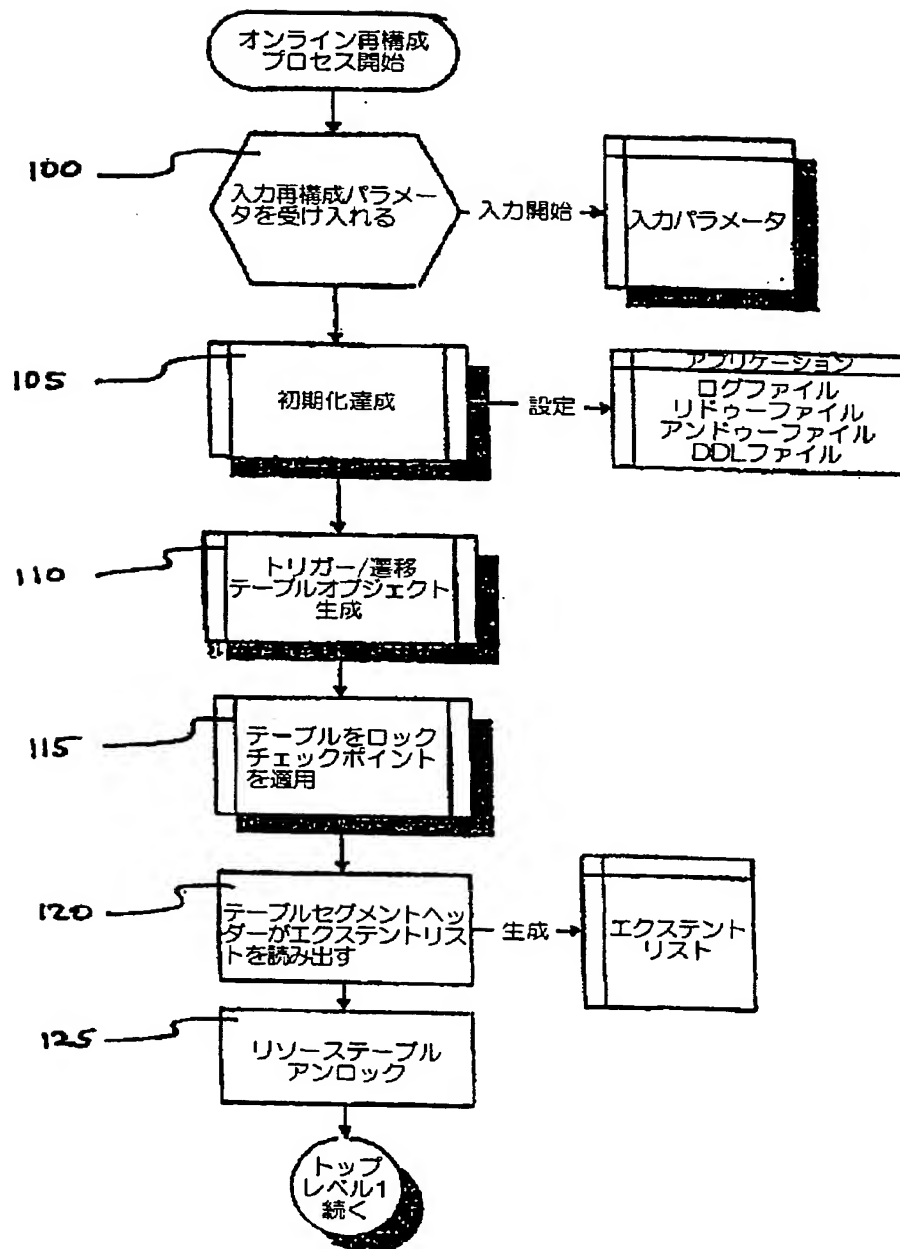 オンライン再構成
プロセス開始
100
入力再構成パラメー
タを受け入れる
入力開始
入力パラメータ
105
初期化達成
設定
アプリケーション
ログファイル
リドゥーファイル
アンドゥーファイル
DDLファイル
110
トリガー/遷移
テーブルオブジェクト
生成
115
テーブルをロック
チェックポイント
を適用
120
テーブルセグメントヘッ
ダーがエクステントリス
トを読み出す
生成
エクステント
リスト
125
リソーステーブル
アンロック
トップ
レベル1
続く